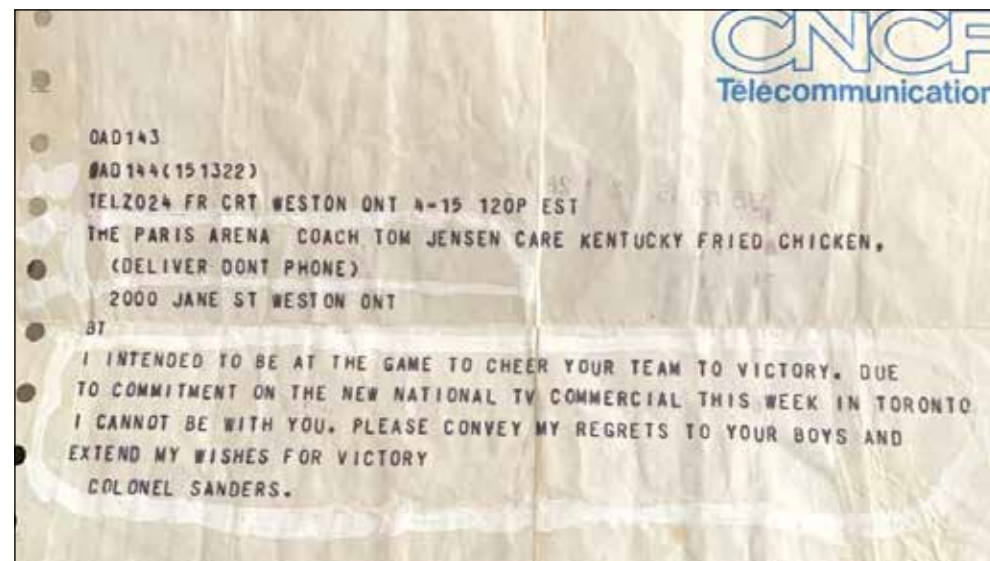 CNCP
Télécommunication
OAD143
OAD144(151322)
TELZ024 FR CRT WESTON ONT 4-15 120P EST
THE PARIS ARENA COACH TOM JENSEN CARE KENTUCKY FRIED CHICKEN.
(DELIVER DONT PHONE)
2000 JANE ST WESTON ONT
BT
I INTENDED TO BE AT THE GAME TO CHEER YOUR TEAM TO VICTORY. DUE
TO COMMITMENT ON THE NEW NATIONAL TV COMMERCIAL THIS WEEK IN TORONTO
I CANNOT BE WITH YOU. PLEASE CONVEY MY REGRETS TO YOUR BOYS AND
EXTEND MY WISHES FOR VICTORY
COLONEL SANDERS.